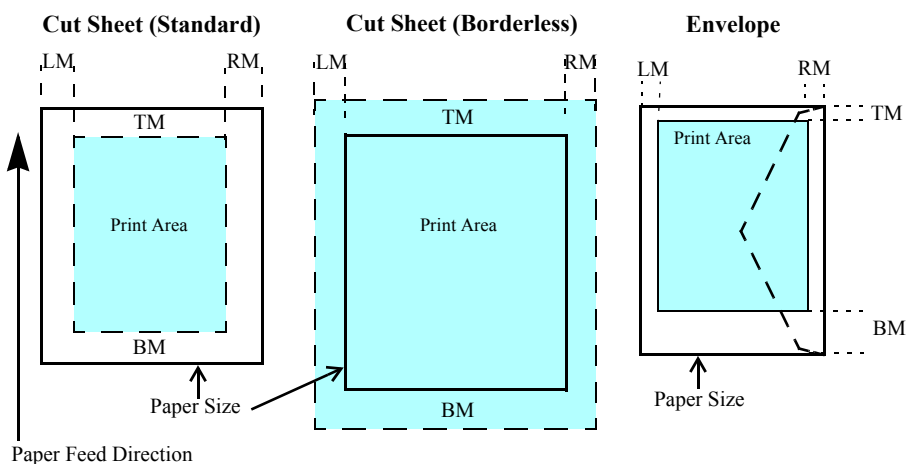 Cut Sheet (Standard)
Cut Sheet (Borderless)
Envelope
LM
RM
LM
RM
LM
RM
TM
TM
TM
Print Area
Print Area
Print Area
BM
BM
BM
Paper Size
Paper Size
Paper Feed Direction